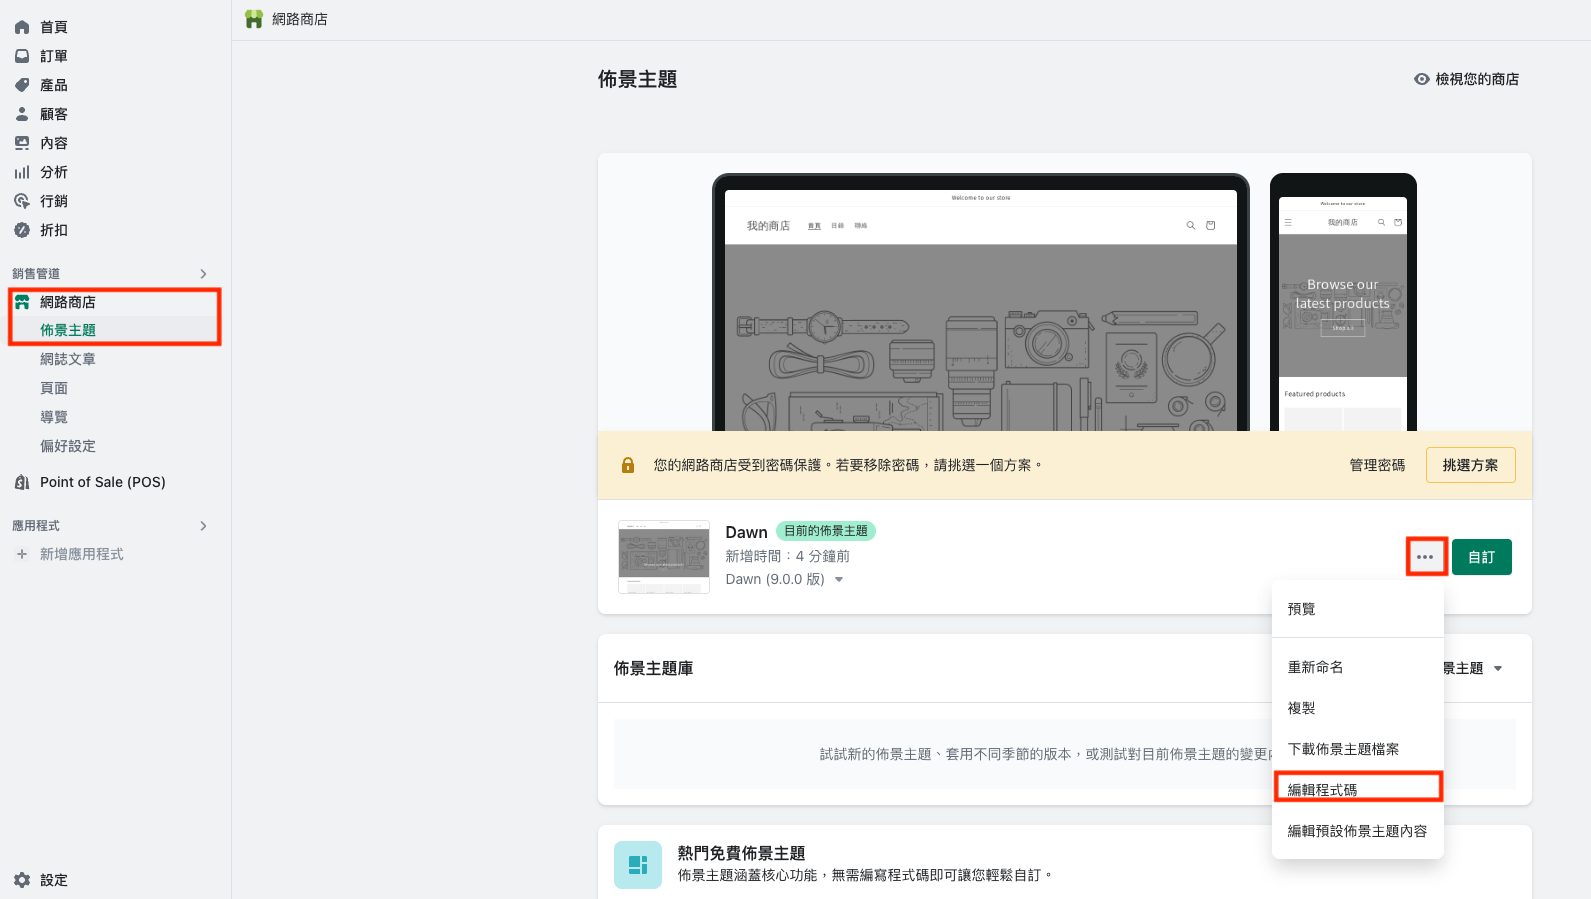 首頁
訂單
產品
顧客
內容
分析
行銷
折扣
銷售管道
網路商店
佈景主題
網誌文章
頁面
導覽
偏好設定
Point of Sale (POS)
應用程式
新增應用程式
設定
網路商店
佈景主題
檢視您的商店
Welcome to our store
我的商店 首頁 目錄 聯絡
Welcome to our store
我的商店
Browse our
latest products
Shop all
Featured products
您的網路商店受到密碼保護。若要移除密碼，請挑選一個方案。
管理密碼
挑選方案
Dawn 目前的佈景主題
新增時間：4 分鐘前
Dawn (9.0.0 版)
自訂
預覽
重新命名
複製
下載佈景主題檔案
編輯程式碼
編輯預設佈景主題內容
佈景主題庫
景主題
試試新的佈景主題、套用不同季節的版本，或測試對目前佈景主題的變更
熱門免費佈景主題
佈景主題涵蓋核心功能，無需編寫程式碼即可讓您輕鬆自訂。